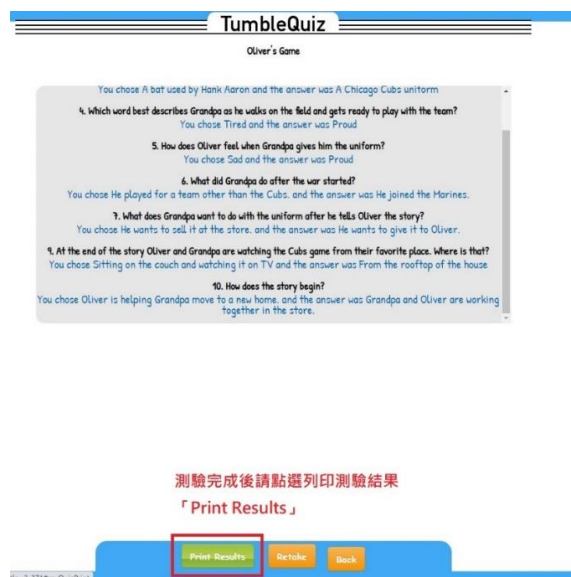 TumbleQuiz
Oliver's Game
You chose A bat used by Hank Aaron and the answer was A Chicago Cubs uniform
4. Which word best describes Grandpa as he walks on the field and gets ready to play with the team?
You chose Tired and the answer was Proud
5. How does Oliver feel when Grandpa gives him the uniform?
You chose Sad and the answer was Proud
6. What did Grandpa do after the war started?
You chose He played for a team other than the Cubs. and the answer was He joined the Marines.
7. What does Grandpa want to do with the uniform after he tells Oliver the story?
You chose He wants to sell it at the store. and the answer was He wants to give it to Oliver.
9. At the end of the story Oliver and Grandpa are watching the Cubs game from their favorite place. Where is that?
You chose Sitting on the couch and watching it on TV and the answer was From the rooftop of the house
10. How does the story begin?
You chose Oliver is helping Grandpa move to a new home. and the answer was Grandpa and Oliver are working
together in the store.
測驗完成後請點選列印測驗結果
「Print Results」
Print Results
Retake
Back